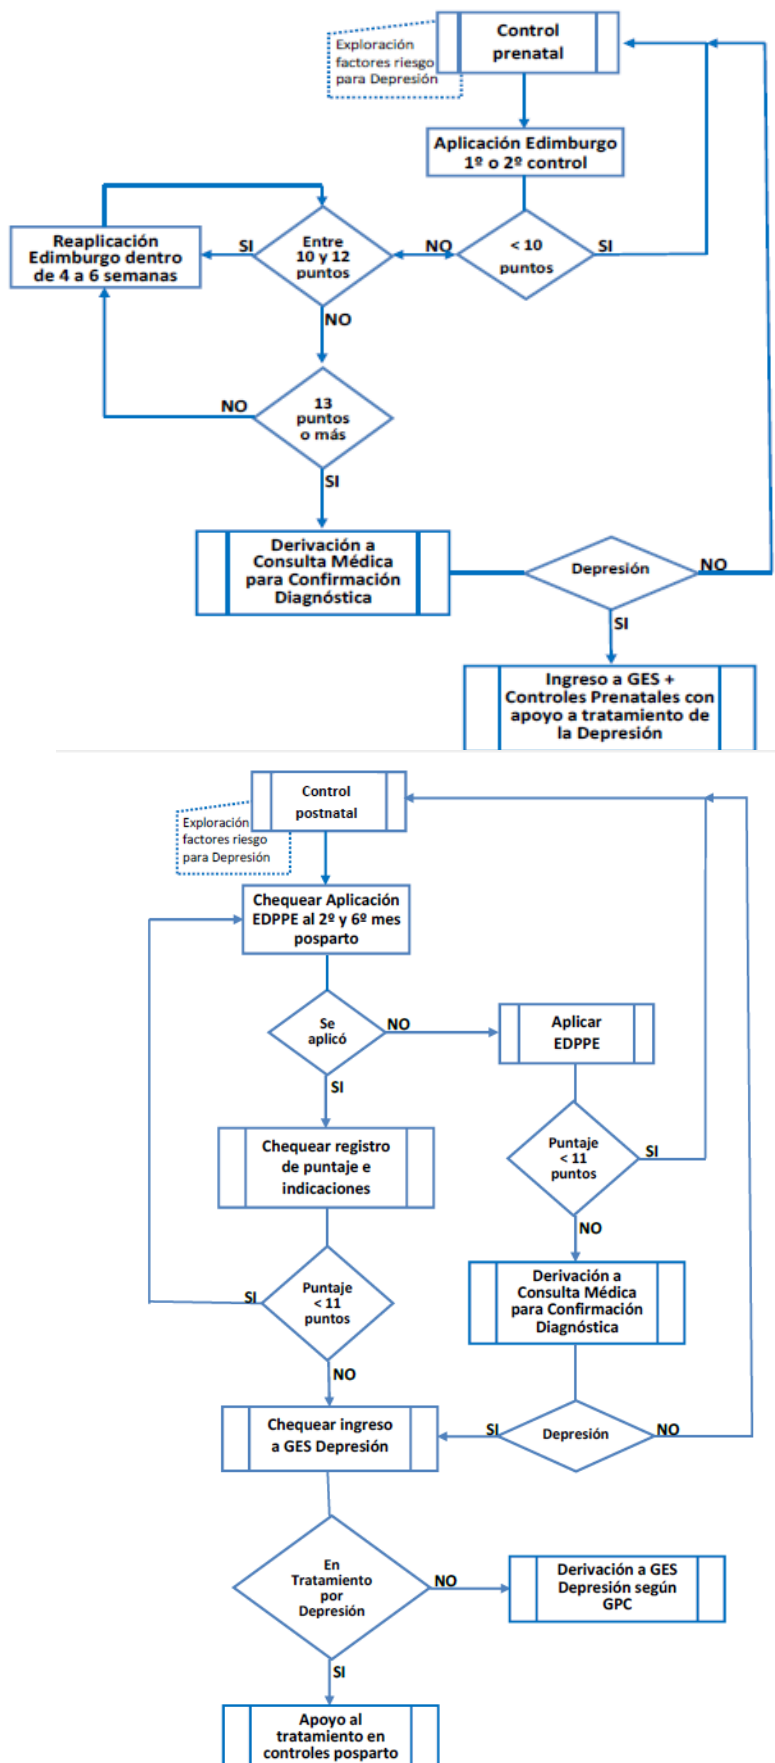 Exploración
factores riesgo
para Depresión
Control
prenatal
Aplicación Edimburgo
1º o 2º control
Reaplicación
Edimburgo dentro
de 4 a 6 semanas
SI
Entre
10 y 12
puntos
NO
< 10
puntos
SI
NO
NO
13
puntos
o más
SI
Derivación a
Consulta Médica
para Confirmación
Diagnóstica
Depresión
NO
SI
Ingreso a GES +
Controles Prenatales con
apoyo a tratamiento de
la Depresión
Control
postnatal
Exploración
factores riesgo
para Depresión
Chequear Aplicación
EDPPE al 2º y 6º mes
posparto
Se
aplicó
NO
Aplicar
EDPPE
SI
Chequear registro
de puntaje e
indicaciones
Puntaje
< 11
puntos
SI
NO
Derivación a
Consulta Médica
para Confirmación
Diagnóstica
SI
Puntaje
< 11
puntos
NO
Chequear ingreso
a GES Depresión
SI
Depresión
NO
En
Tratamiento
por
Depresión
NO
Derivación a GES
Depresión según
GPC
SI
Apoyo al
tratamiento en
controles posparto